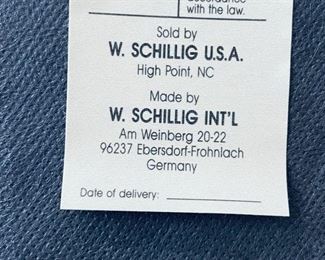 accordance
with the law.
Sold by
W. SCHILLIG U.S.A.
High Point, NC
Made by
W. SCHILLIG INT'L
Am Weinberg 20-22
96237 Ebersdorf-Frohnlach
Germany
Date of delivery: